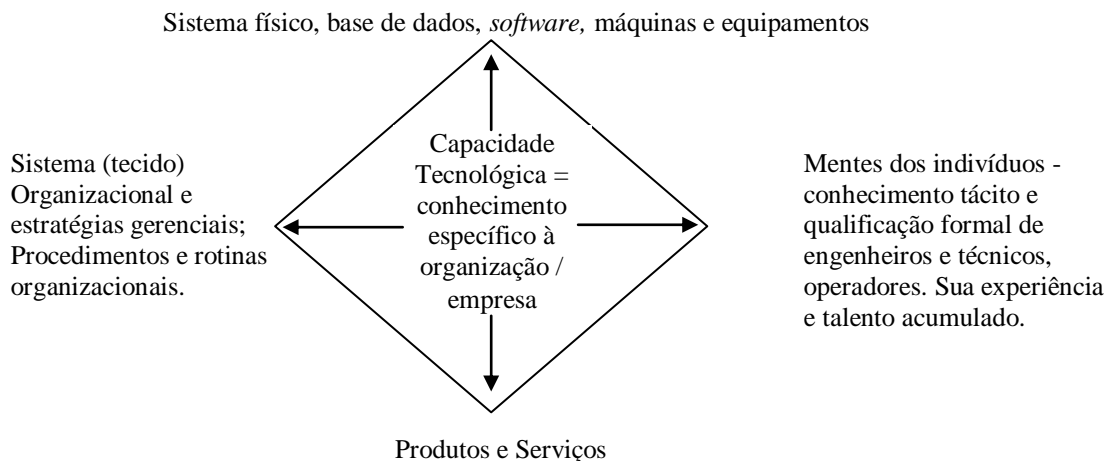 Sistema físico, base de dados, software, máquinas e equipamentos
Sistema (tecido)
Organizacional e
estratégias gerenciais;
Procedimentos e rotinas
organizacionais.
Capacidade
Tecnológica =
conhecimento
específico à
organização /
empresa
Mentes dos indivíduos -
conhecimento tácito e
qualificação formal de
engenheiros e técnicos,
operadores. Sua experiência
e talento acumulado.
Produtos e Serviços